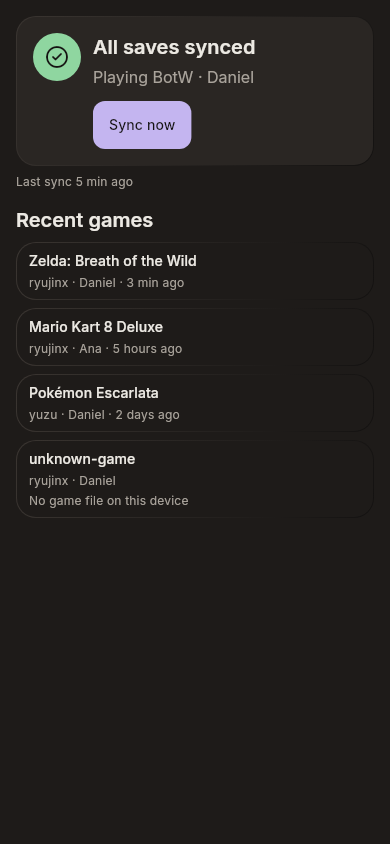 All saves synced
Playing BotW · Daniel
Sync now
Last sync 5 min ago
Recent games
Zelda: Breath of the Wild
ryujinx · Daniel · 3 min ago
Mario Kart 8 Deluxe
ryujinx · Ana · 5 hours ago
Pokémon Escarlata
yuzu · Daniel · 2 days ago
unknown-game
ryujinx · Daniel
No game file on this device